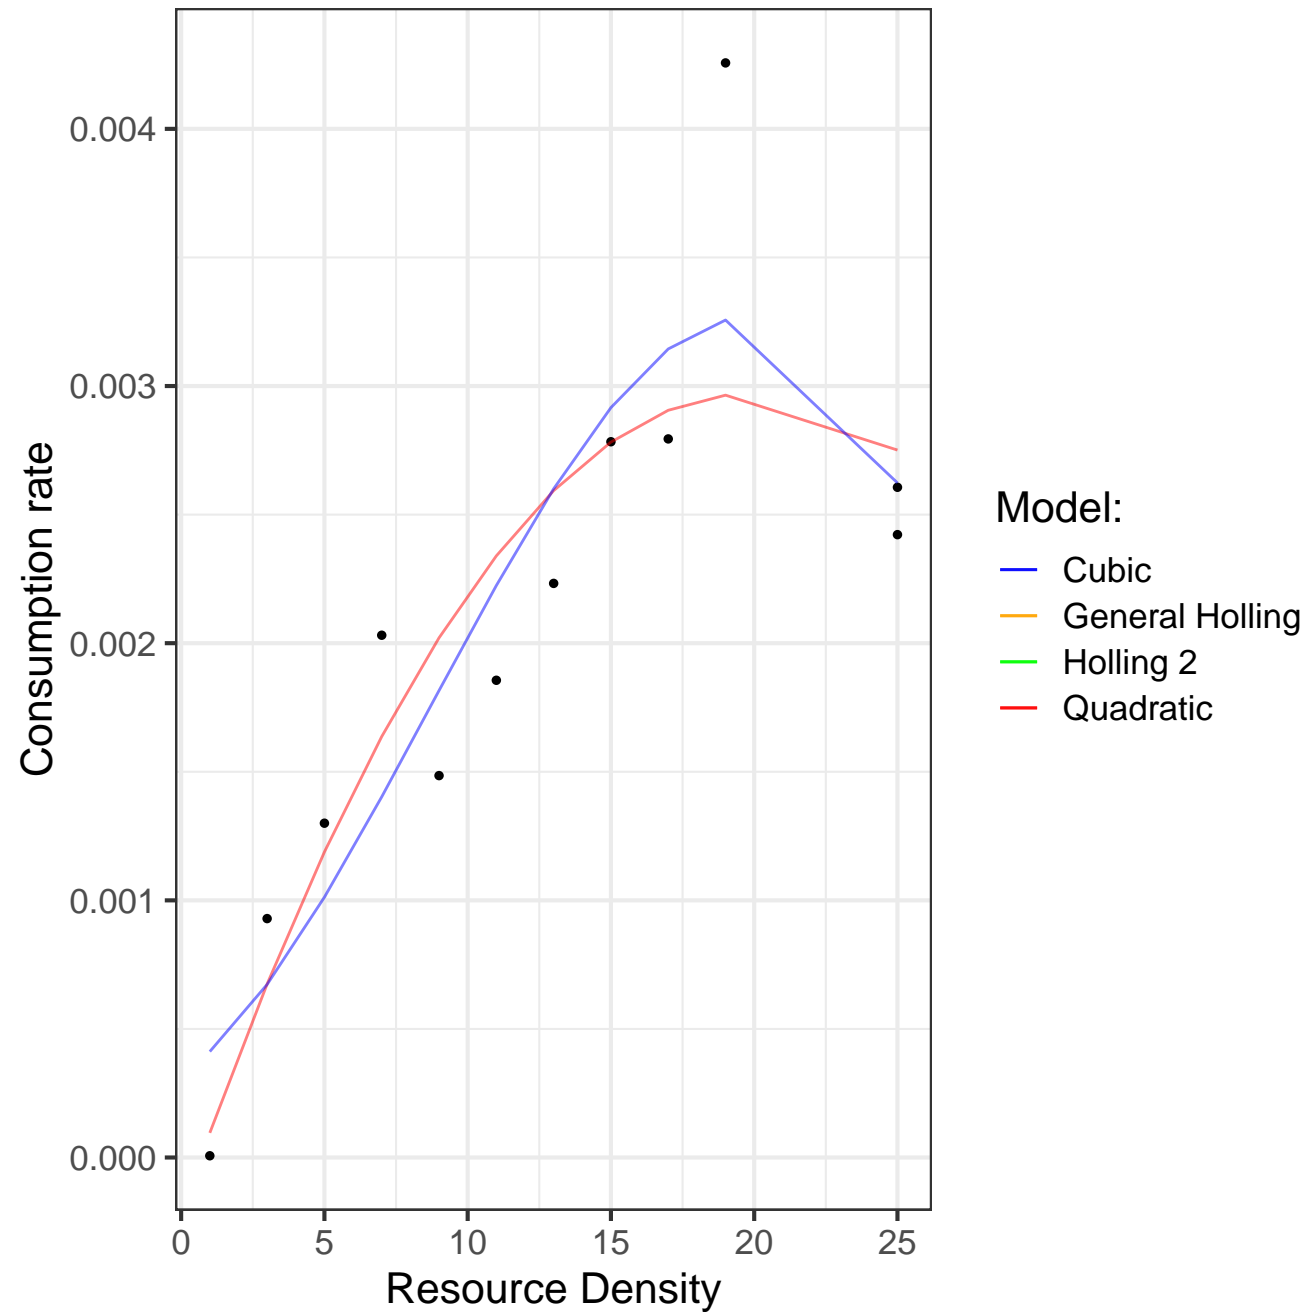 0.004
0.003
0.002
0.001
0.000
0 5 10 15 20 25
Resource Density
Consumption rate
Model:
Cubic
General Holling
Holling 2
Quadratic